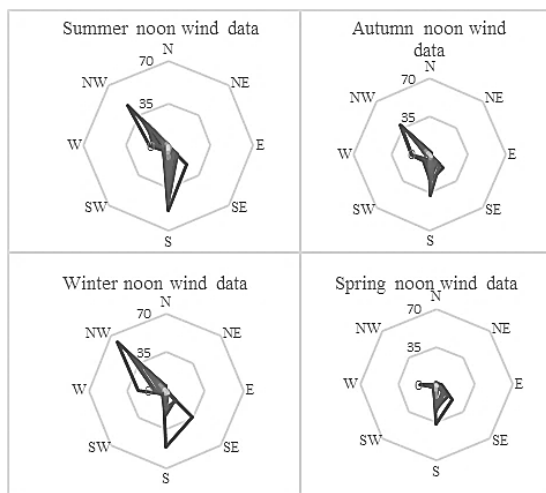 Summer noon wind data
N
70
NW
NE
35
W
0
E
SW
SE
S
Autumn noon wind
data
N
70
NW
NE
35
W
0
E
SW
SE
S
Winter noon wind data
N
70
NW
NE
35
W
0
E
SW
SE
S
Spring noon wind data
N
70
NW
NE
35
W
0
E
SW
SE
S